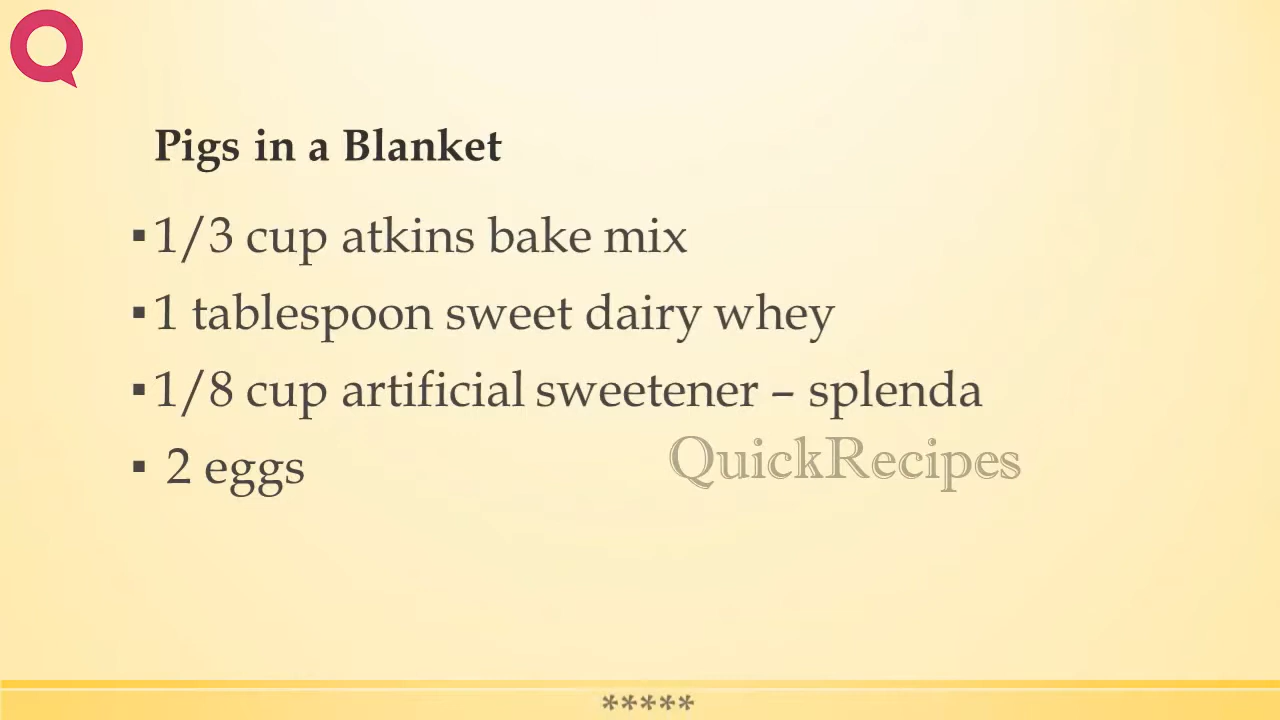 Pigs in a Blanket
▪1/3 cup atkins bake mix
▪1 tablespoon sweet dairy whey
▪1/8 cup artificial sweetener – splenda
▪ 2 eggs
QuickRecipes
*****